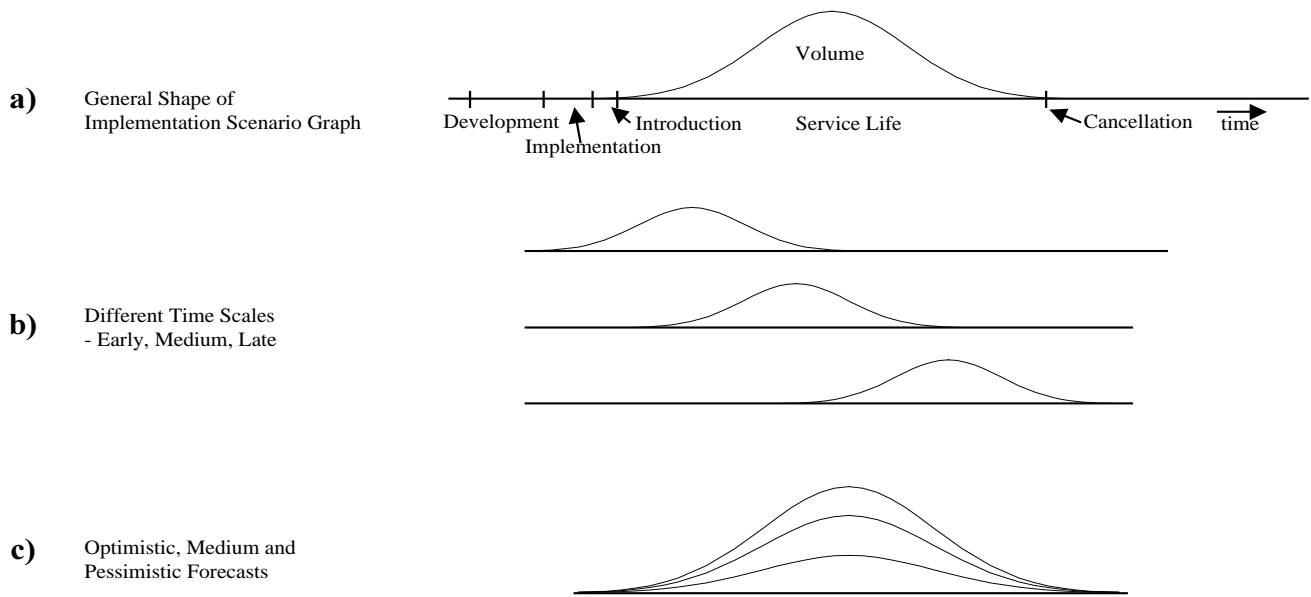 Volume
a)
General Shape of
Implementation Scenario Graph
Development
Introduction
Service Life
Cancellation
time
Implementation
b)
Different Time Scales
- Early, Medium, Late
c)
Optimistic, Medium and
Pessimistic Forecasts